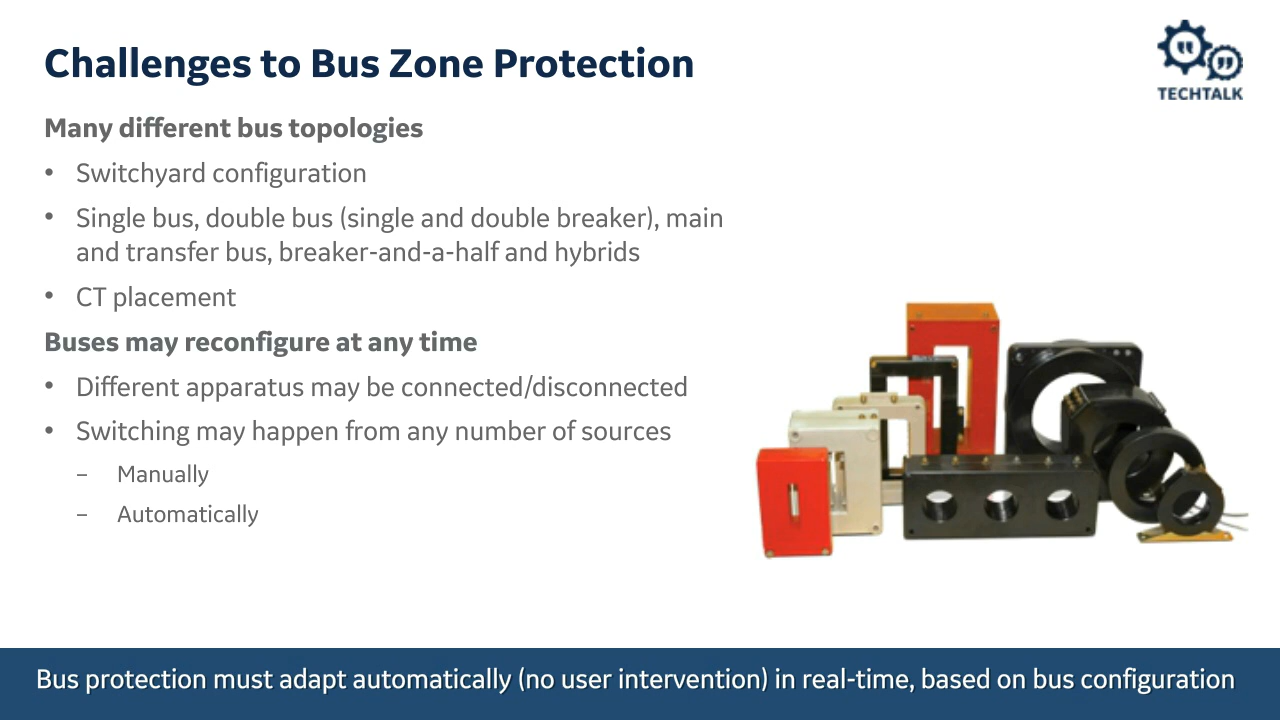 Challenges to Bus Zone Protection
TECHTALK
Many different bus topologies
• Switchyard configuration
• Single bus, double bus (single and double breaker), main
and transfer bus, breaker-and-a-half and hybrids
• CT placement
Buses may reconfigure at any time
• Different apparatus may be connected/disconnected
• Switching may happen from any number of sources
– Manually
– Automatically
Bus protection must adapt automatically (no user intervention) in real-time, based on bus configuration